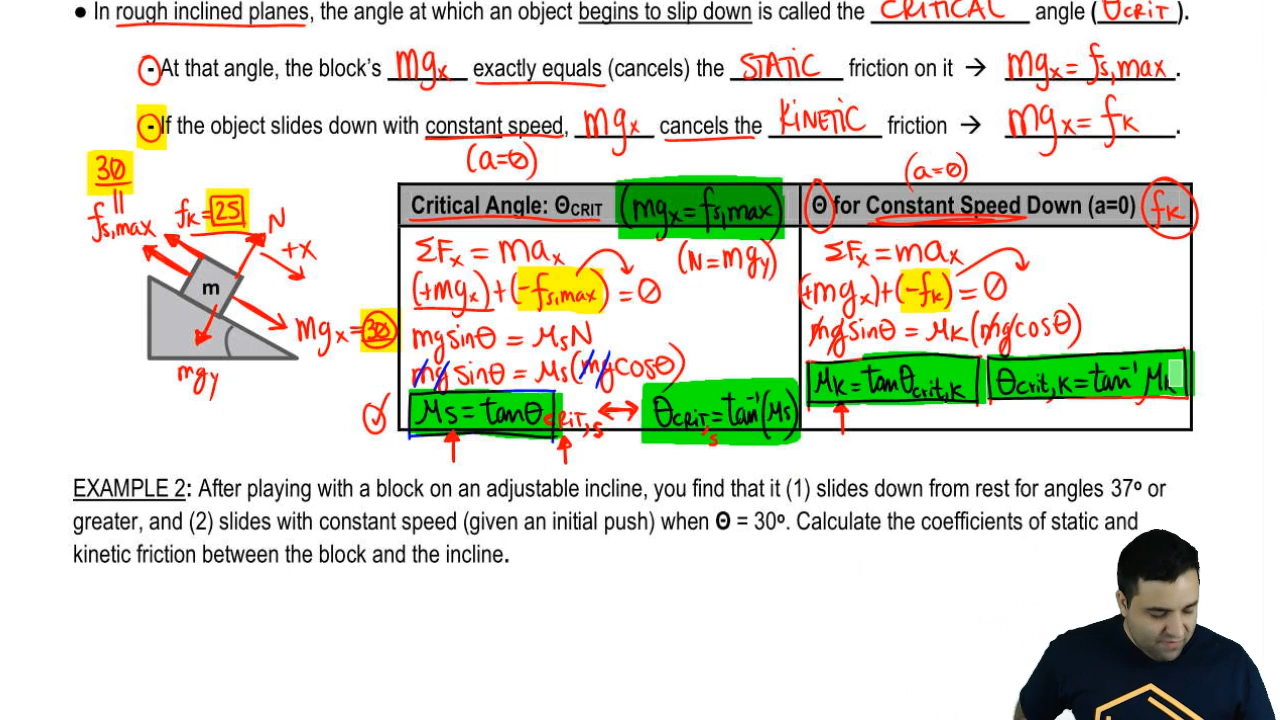 ● In rough inclined planes, the angle at which an object begins to slip down is called the CRITICAL angle (ΘCRIT).
- At that angle, the block's mgx exactly equals (cancels) the STATIC friction on it → mgx = fs,max.
- If the object slides down with constant speed, mgx cancels the KINETIC friction → mgx = fK.
(a=0)
(a=0)
30
||
fs,max
fK = 25
N
+x
m
mgx = 30
mgy
Critical Angle: ΘCRIT (mgx = fs,max)
ΣFx = max (N = mgy)
(+mgx) + (-fs,max) = 0
mg sinθ = μsN
mg sinθ = μs(mg cosθ)
μs = tanθCRIT,s ↔ θCRIT,s = tan⁻¹(μs)
Θ for Constant Speed Down (a=0) fK
ΣFx = max
(+mgx) + (-fK) = 0
mg sinθ = μK(mg cosθ)
μK = tanθcrit,K θcrit,K = tan⁻¹ μK
EXAMPLE 2: After playing with a block on an adjustable incline, you find that it (1) slides down from rest for angles 37º or
greater, and (2) slides with constant speed (given an initial push) when Θ = 30º. Calculate the coefficients of static and
kinetic friction between the block and the incline.